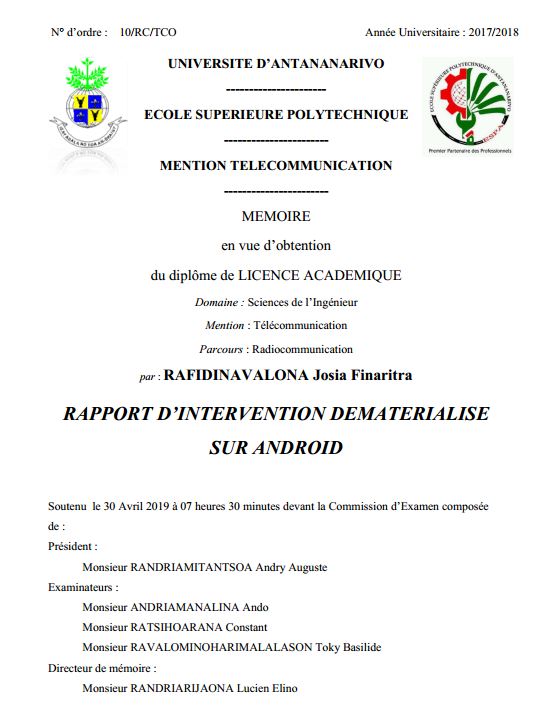 N° d’ordre : 10/RC/TCO Année Universitaire : 2017/2018
UNIVERSITE D’ANTANANARIVO
----------------------
ECOLE SUPERIEURE POLYTECHNIQUE
-----------------------
MENTION TELECOMMUNICATION
-----------------------
MEMOIRE
en vue d’obtention
du diplôme de LICENCE ACADEMIQUE
Domaine : Sciences de l’Ingénieur
Mention : Télécommunication
Parcours : Radiocommunication
par : RAFIDINAVALONA Josia Finaritra
RAPPORT D’INTERVENTION DEMATERIALISE
SUR ANDROID
Soutenu le 30 Avril 2019 à 07 heures 30 minutes devant la Commission d’Examen composée
de :
Président :
Monsieur RANDRIAMITANTSOA Andry Auguste
Examinateurs :
Monsieur ANDRIAMANALINA Ando
Monsieur RATSIHOARANA Constant
Monsieur RAVALOMINOHARIMALALASON Toky Basilide
Directeur de mémoire :
Monsieur RANDRIARIJAONA Lucien Elino
ECOLE SUPERIEURE POLYTECHNIQUE D'ANTANANARIVO
ESPA
Premier Partenaire des Professionnels